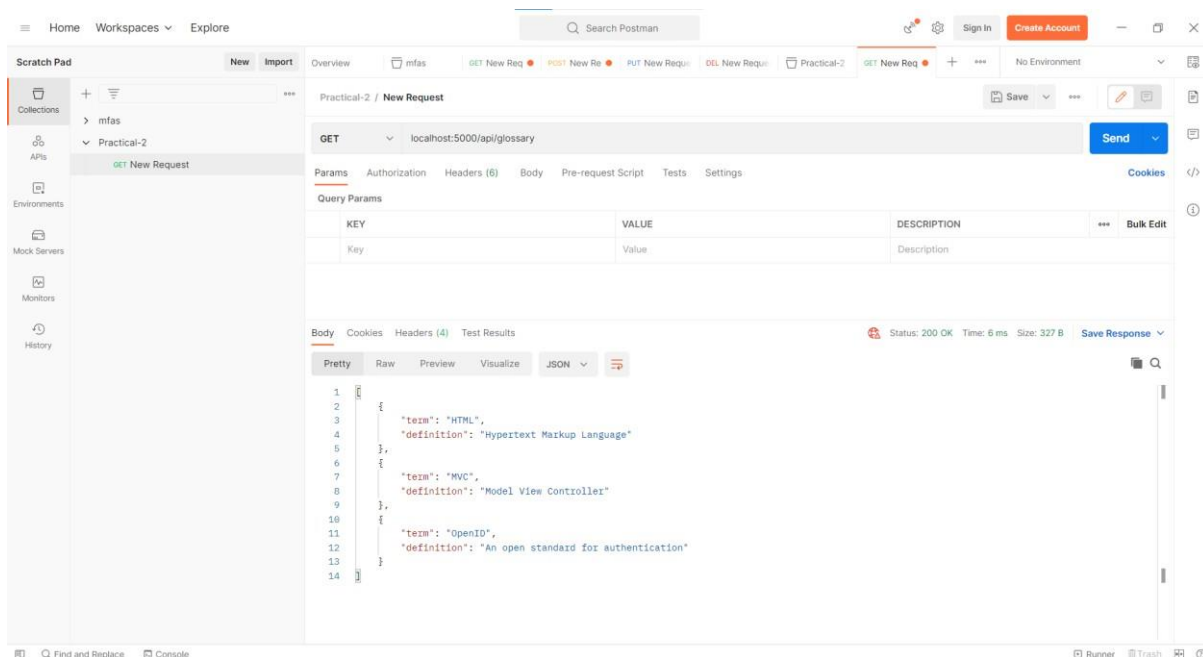 Home Workspaces Explore Search Postman Sign In Create Account
Scratch Pad New Import Overview mfas GET New Req POST New Re PUT New Reque DEL New Reque Practical-2 GET New Req No Environment
Collections
mfas
Practical-2
GET New Request
APIs
Environments
Mock Servers
Monitors
History
Practical-2 / New Request Save
GET localhost:5000/api/glossary Send
Params Authorization Headers (6) Body Pre-request Script Tests Settings Cookies
Query Params
KEY VALUE DESCRIPTION Bulk Edit
Key Value Description
Body Cookies Headers (4) Test Results Status: 200 OK Time: 6 ms Size: 327 B Save Response
Pretty Raw Preview Visualize JSON
1 [
2 {
3 "term": "HTML",
4 "definition": "Hypertext Markup Language"
5 },
6 {
7 "term": "MVC",
8 "definition": "Model View Controller"
9 },
10 {
11 "term": "OpenID",
12 "definition": "An open standard for authentication"
13 }
14 ]
Find and Replace Console Runner Trash